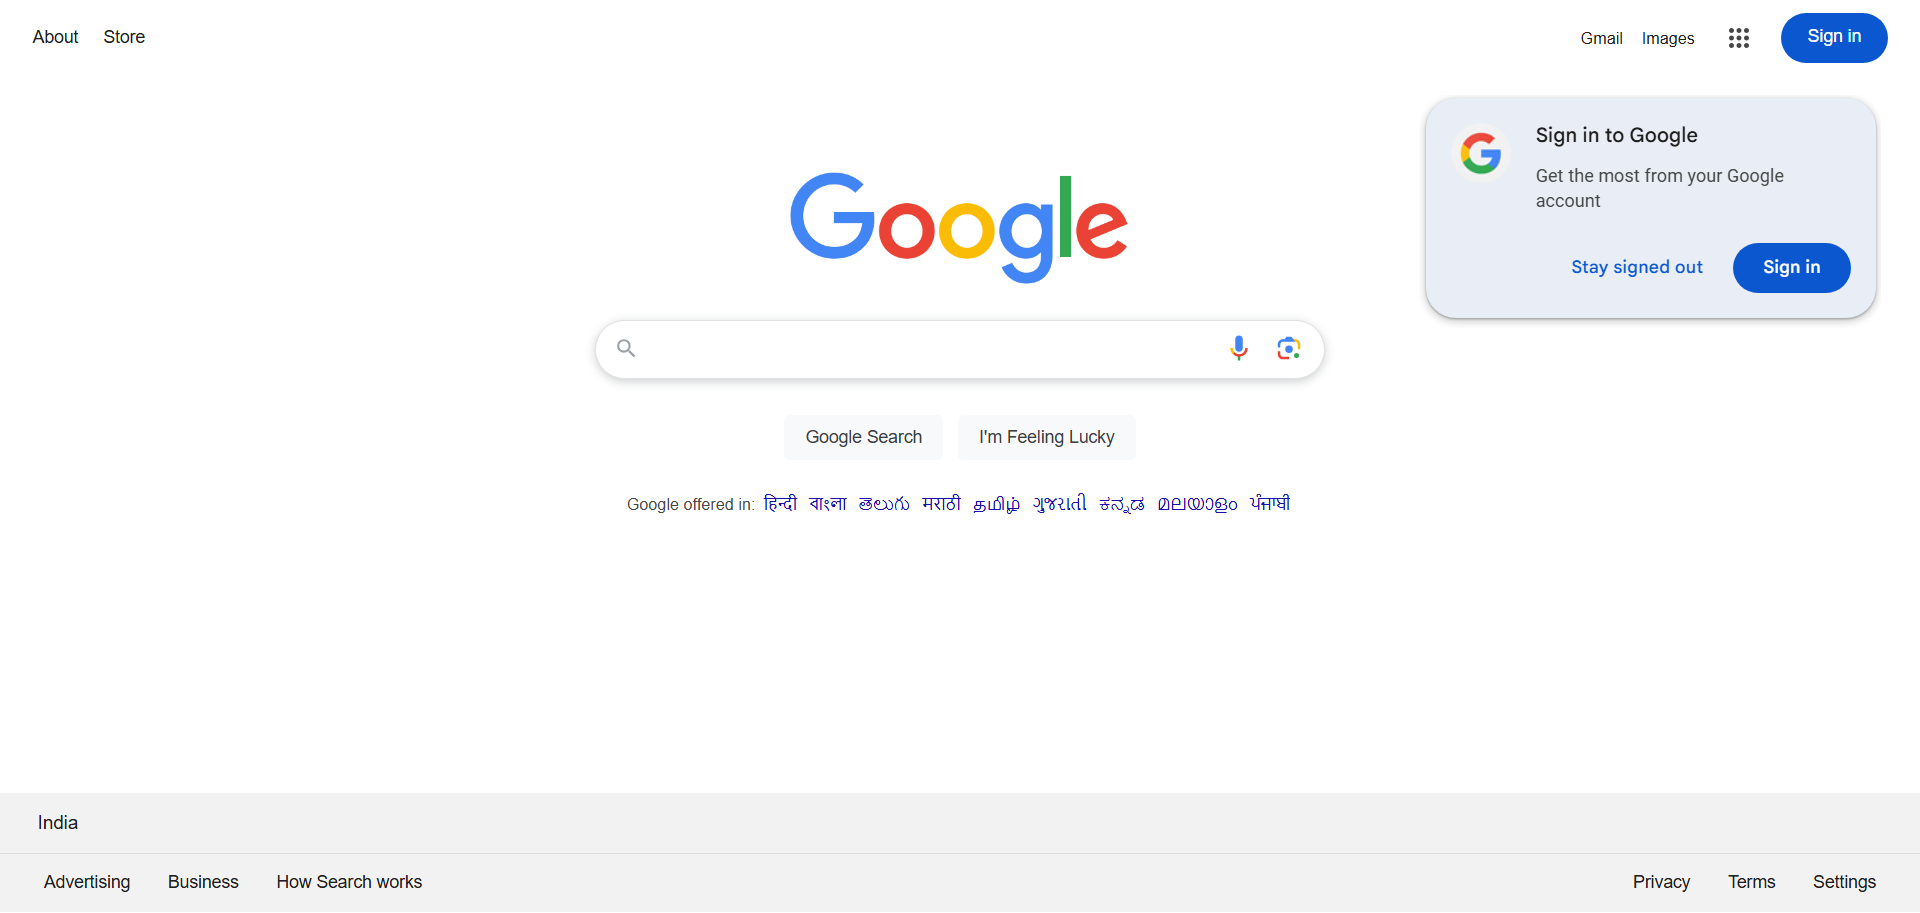 About Store
Gmail Images Sign in
Sign in to Google
Get the most from your Google
account
Stay signed out Sign in
Google
Google Search I'm Feeling Lucky
Google offered in: हिन्दी বাংলা తెలుగు मराठी தமிழ் ગુજરાતી ಕನ್ನಡ മലയാളം ਪੰਜਾਬੀ
India
Advertising Business How Search works
Privacy Terms Settings